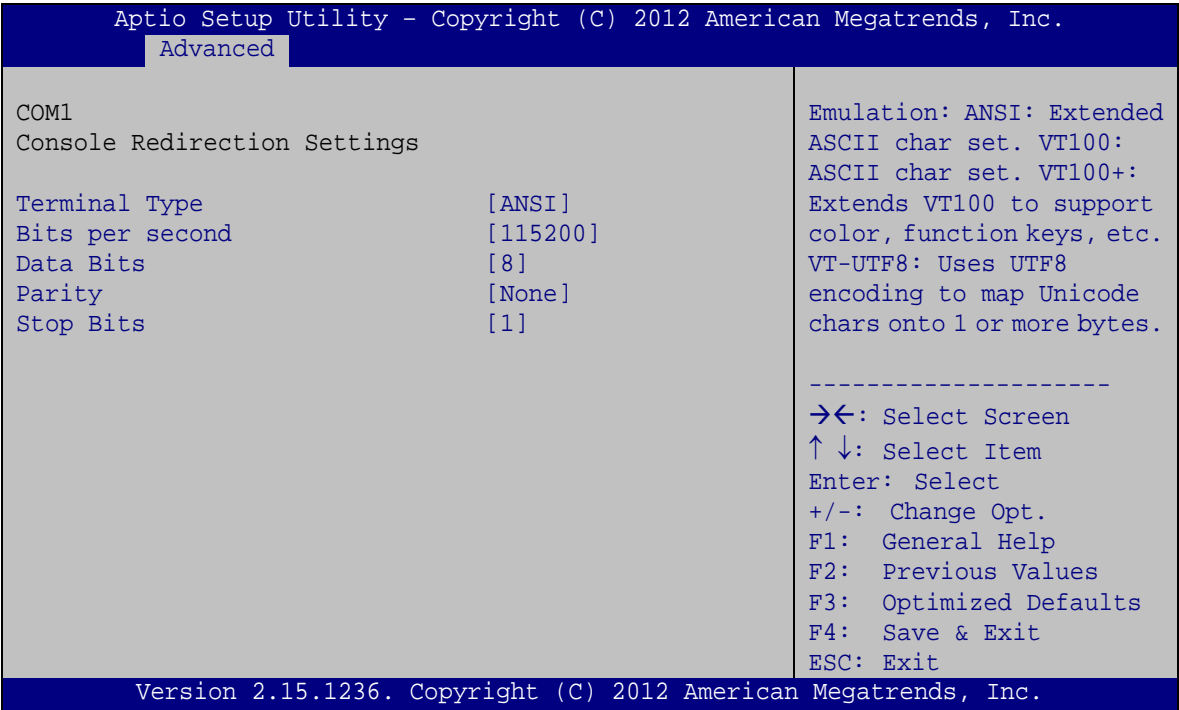 Aptio Setup Utility – Copyright (C) 2012 American Megatrends, Inc.
Advanced
COM1
Console Redirection Settings
Terminal Type [ANSI]
Bits per second [115200]
Data Bits [8]
Parity [None]
Stop Bits [1]
Emulation: ANSI: Extended
ASCII char set. VT100:
ASCII char set. VT100+:
Extends VT100 to support
color, function keys, etc.
VT-UTF8: Uses UTF8
encoding to map Unicode
chars onto 1 or more bytes.
---------------------
→←: Select Screen
↑ ↓: Select Item
Enter: Select
+/-: Change Opt.
F1: General Help
F2: Previous Values
F3: Optimized Defaults
F4: Save & Exit
ESC: Exit
Version 2.15.1236. Copyright (C) 2012 American Megatrends, Inc.